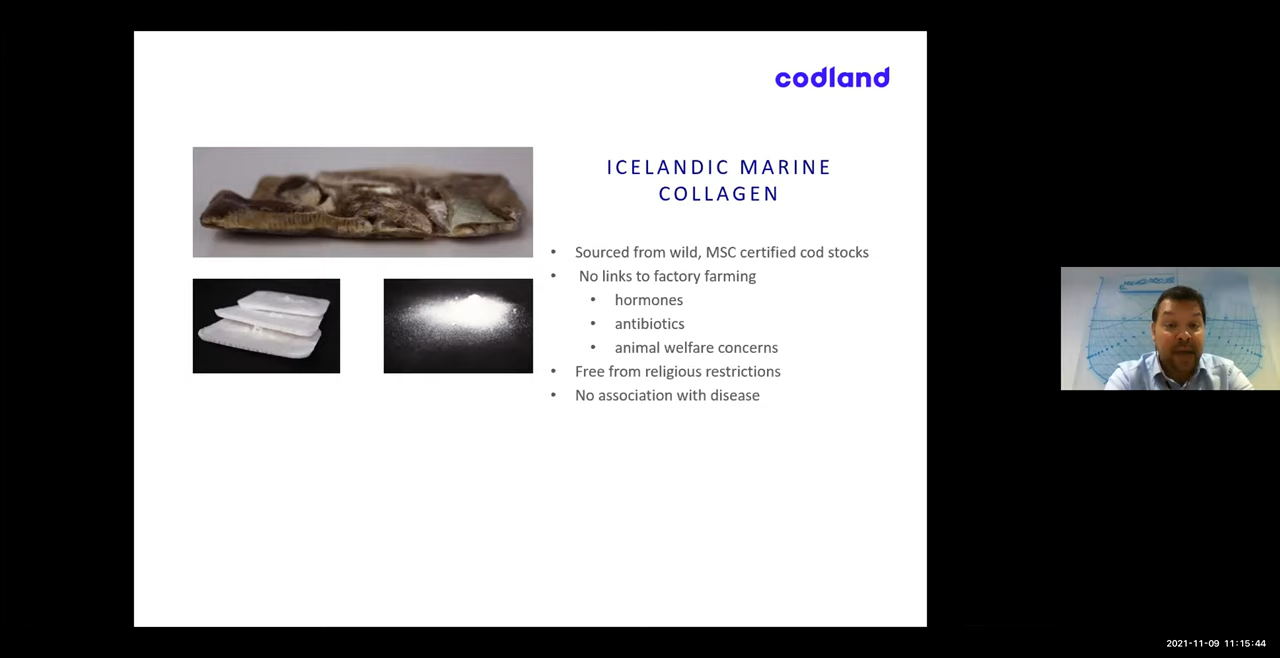 codland
ICELANDIC MARINE
COLLAGEN
• Sourced from wild, MSC certified cod stocks
• No links to factory farming
• hormones
• antibiotics
• animal welfare concerns
• Free from religious restrictions
• No association with disease
2021-11-09 11:15:44